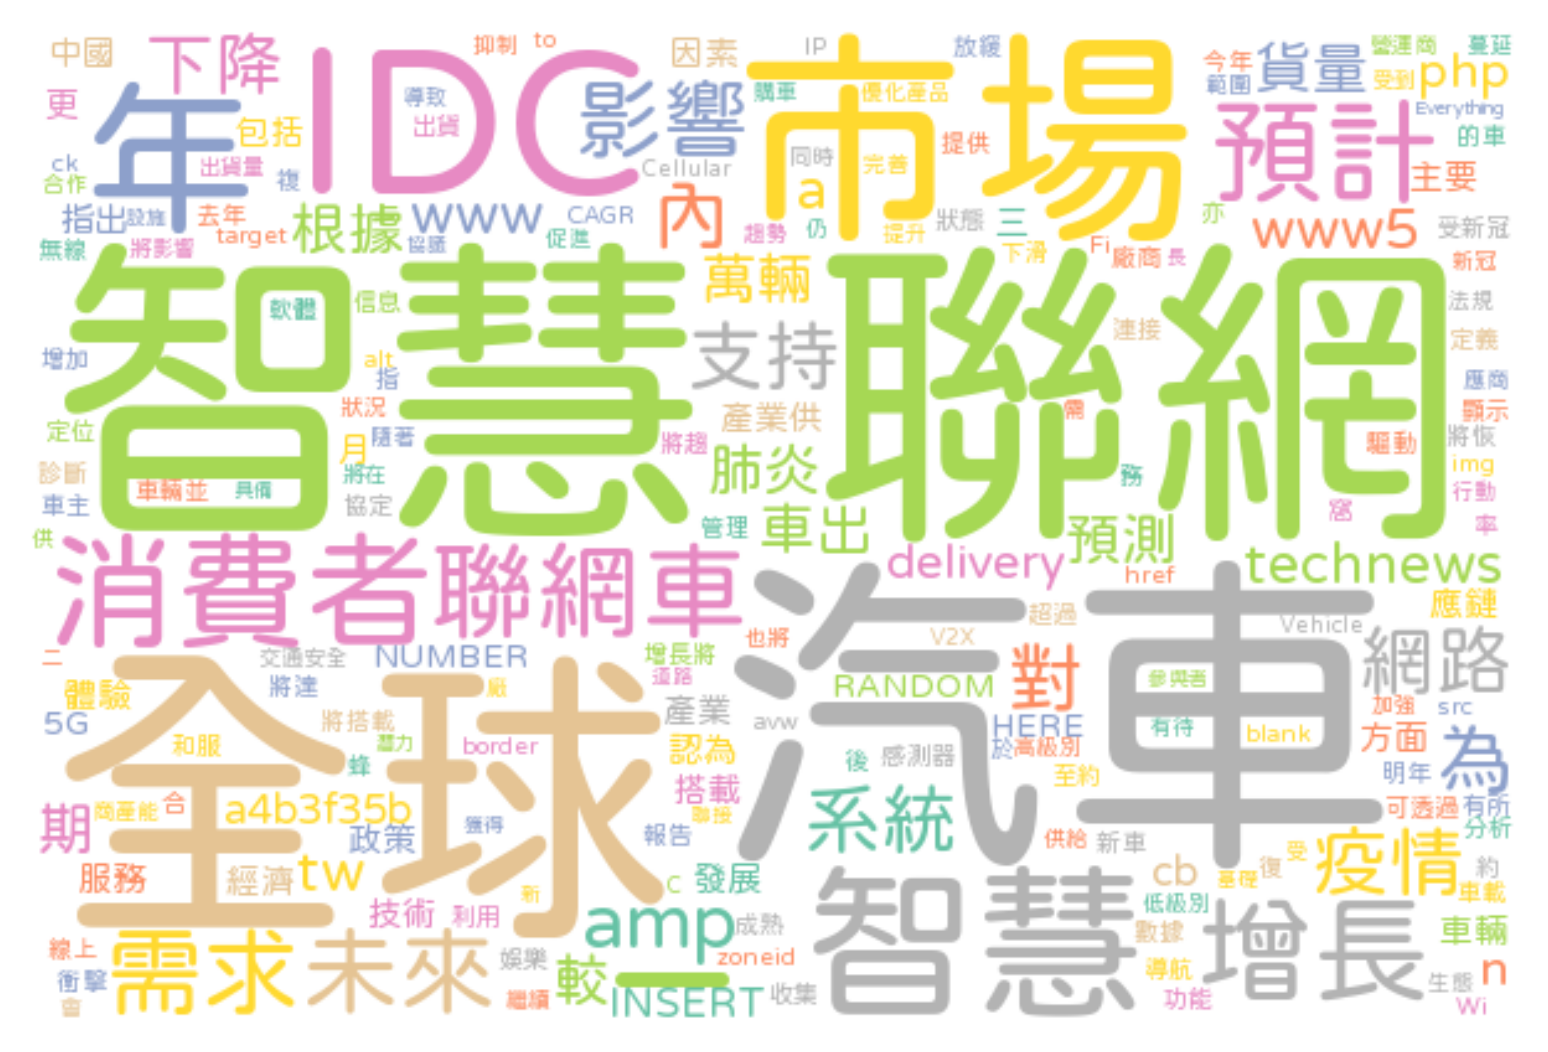 中國
下降
抑制
to
因素
IP
放緩
營運商
蔓延
今年
貨量
受到
php
範圍
更
年
包括
IDC
導致
出貨
影響
市場
購車
優化產品
預計
Everything
的車
提供
同時
完善
Cellular
a
主要
ck
合作
出貨量
複
指出
設施
去年
target
根據
www
協議
CAGR
促進
內
趨勢
仍
提升
狀態
三
亦
www5
受新冠
無線
將影響
下滑
Fi
廠商
長
新冠
智慧
軟體
信息
萬輛
聯網
法規
支持
連接
定義
增加
alt
指
應商
狀況
產業供
需
顯示
定位
月
隨著
將趨
驅動
將恢
診斷
將在
肺炎
務
img
車輛並
具備
行動
車主
協定
管理
車出
窩
率
供
消費者聯網車
delivery
預測
technews
href
汽車
超過
應鏈
二
交通安全
NUMBER
增長將
也將
V2X
Vehicle
網路
道路
體驗
將達
廠
RANDOM
對
參與者
5G
全球
將搭載
產業
avw
HERE
加強
src
和服
潛力
border
認為
於
高級別
有待
blank
方面
為
蜂
後
感測器
至約
明年
期
商產能
合
a4b3f35b
搭載
聯接
系統
可透過
有所
政策
獲得
報告
供給
新車
分析
服務
經濟
tw
新
c
發展
cb
基礎
復
受
疫情
約
車載
技術
利用
amp
成熟
智慧
低級別
增長
線上
需求
未來
娛樂
zoneid
數據
車輛
衝擊
較
一
導航
生態
n
會
繼續
INSERT
收集
功能
Wi